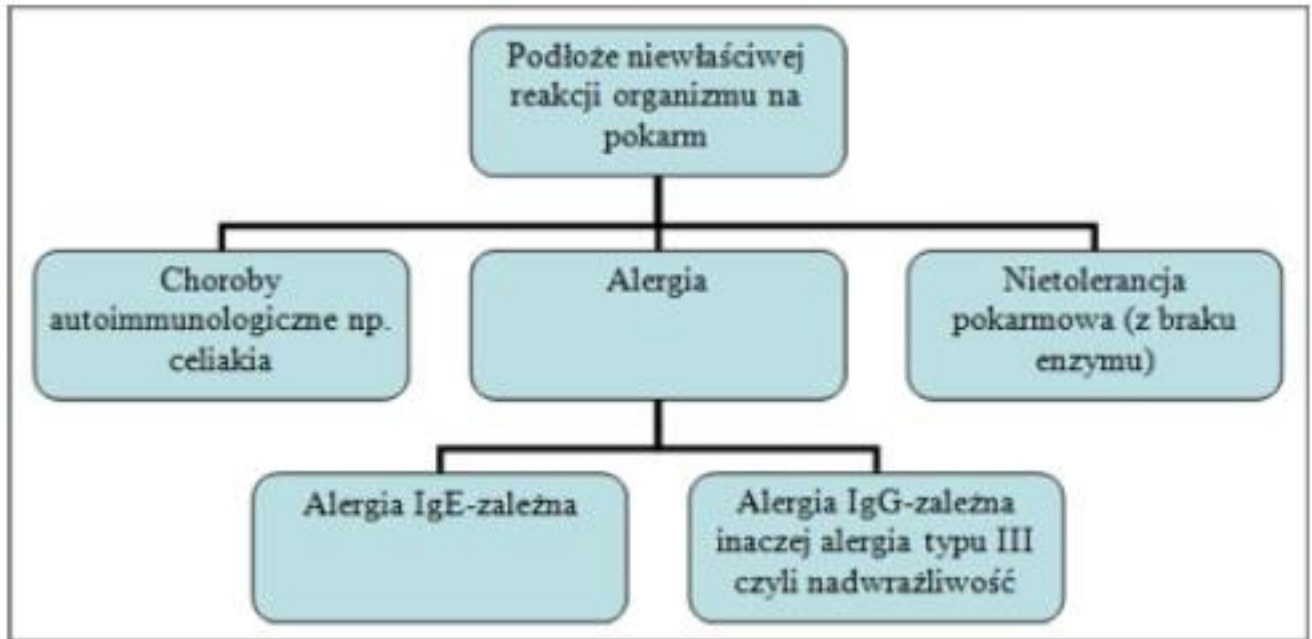 Podłoże niewłaściwej
reakcji organizmu na
pokarm
Choroby
autoimmunologiczne np.
celiakia
Alergia
Nietolerancja
pokarmowa (z braku
enzymu)
Alergia IgE-zależna
Alergia IgG-zależna
inaczej alergia typu III
czyli nadwrażliwość